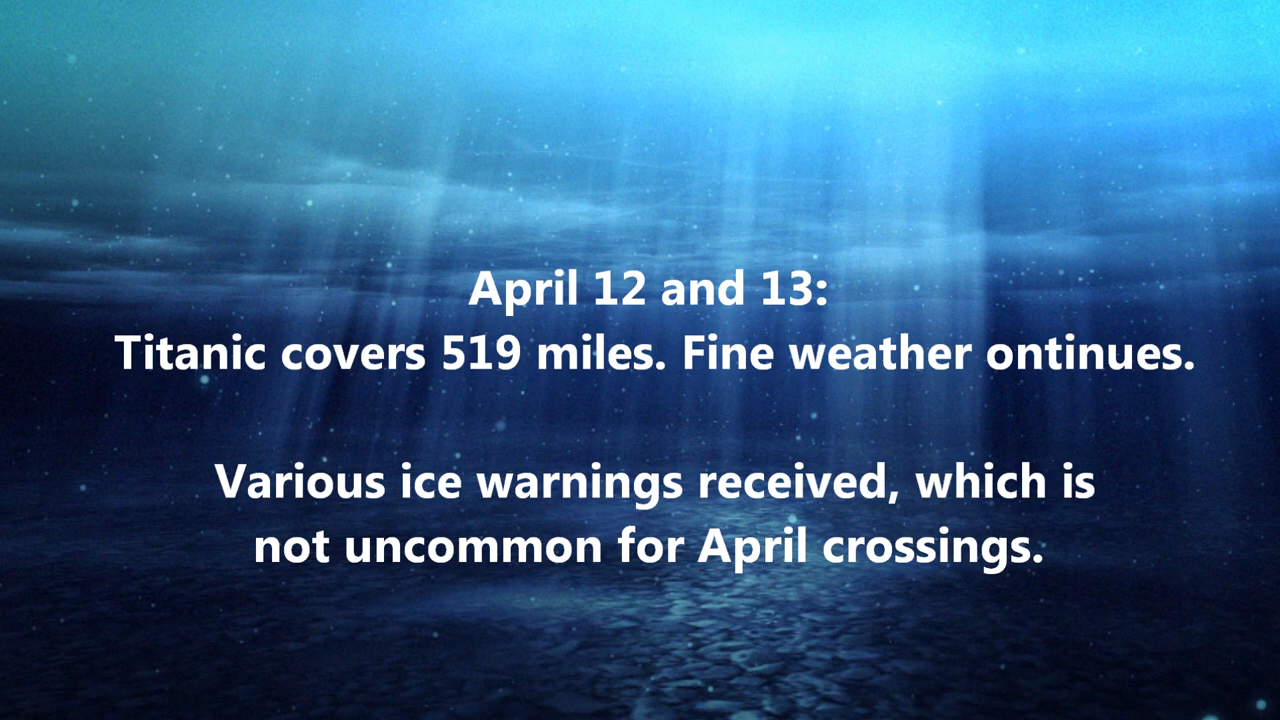 April 12 and 13:
Titanic covers 519 miles. Fine weather ontinues.
Various ice warnings received, which is
not uncommon for April crossings.